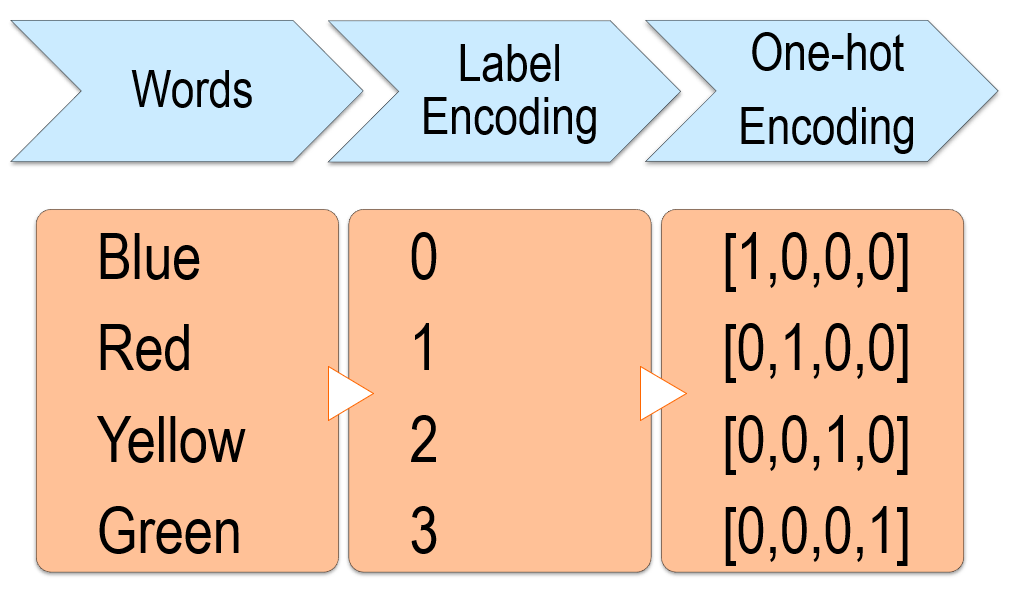 Words
Label
Encoding
One-hot
Encoding
Blue
Red
Yellow
Green
0
1
2
3
[1,0,0,0]
[0,1,0,0]
[0,0,1,0]
[0,0,0,1]